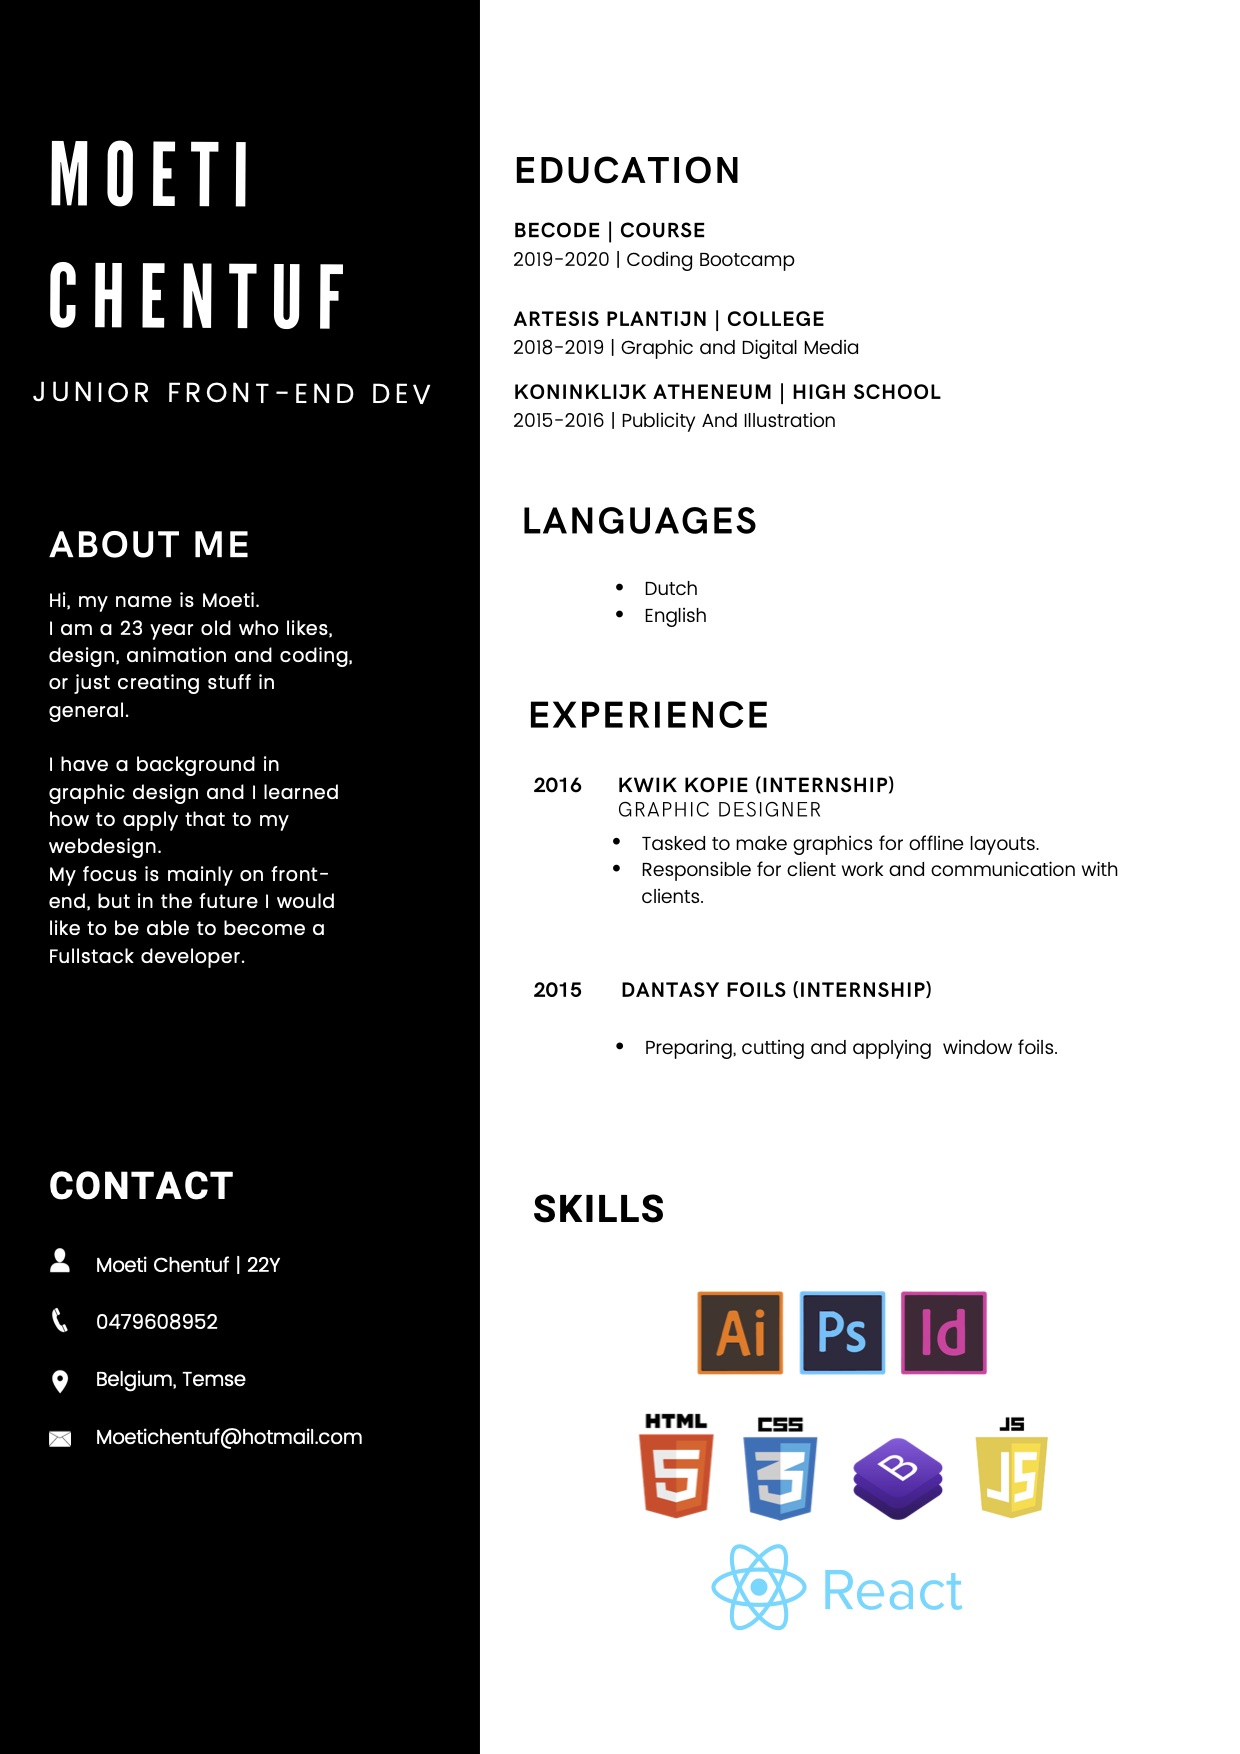 MOETI
CHENTUF
JUNIOR FRONT-END DEV
ABOUT ME
Hi, my name is Moeti.
I am a 23 year old who likes,
design, animation and coding,
or just creating stuff in
general.
I have a background in
graphic design and I learned
how to apply that to my
webdesign.
My focus is mainly on front-
end, but in the future I would
like to be able to become a
Fullstack developer.
CONTACT
Moeti Chentuf | 22Y
0479608952
Belgium, Temse
Moetichentuf@hotmail.com
EDUCATION
BECODE | COURSE
2019-2020 | Coding Bootcamp
ARTESIS PLANTIJN | COLLEGE
2018-2019 | Graphic and Digital Media
KONINKLIJK ATHENEUM | HIGH SCHOOL
2015-2016 | Publicity And Illustration
LANGUAGES
• Dutch
• English
EXPERIENCE
2016 KWIK KOPIE (INTERNSHIP)
GRAPHIC DESIGNER
• Tasked to make graphics for offline layouts.
• Responsible for client work and communication with
clients.
2015 DANTASY FOILS (INTERNSHIP)
• Preparing, cutting and applying  window foils.
SKILLS
Ai Ps Id
HTML CSS JS
5 3 B JS
React